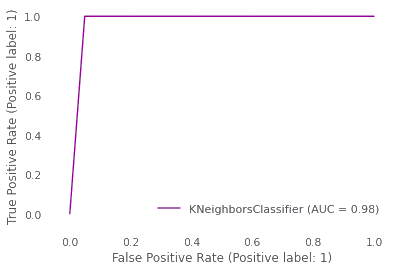 True Positive Rate (Positive label: 1)
1.0
0.8
0.6
0.4
0.2
0.0
KNeighborsClassifier (AUC = 0.98)
0.0 0.2 0.4 0.6 0.8 1.0
False Positive Rate (Positive label: 1)